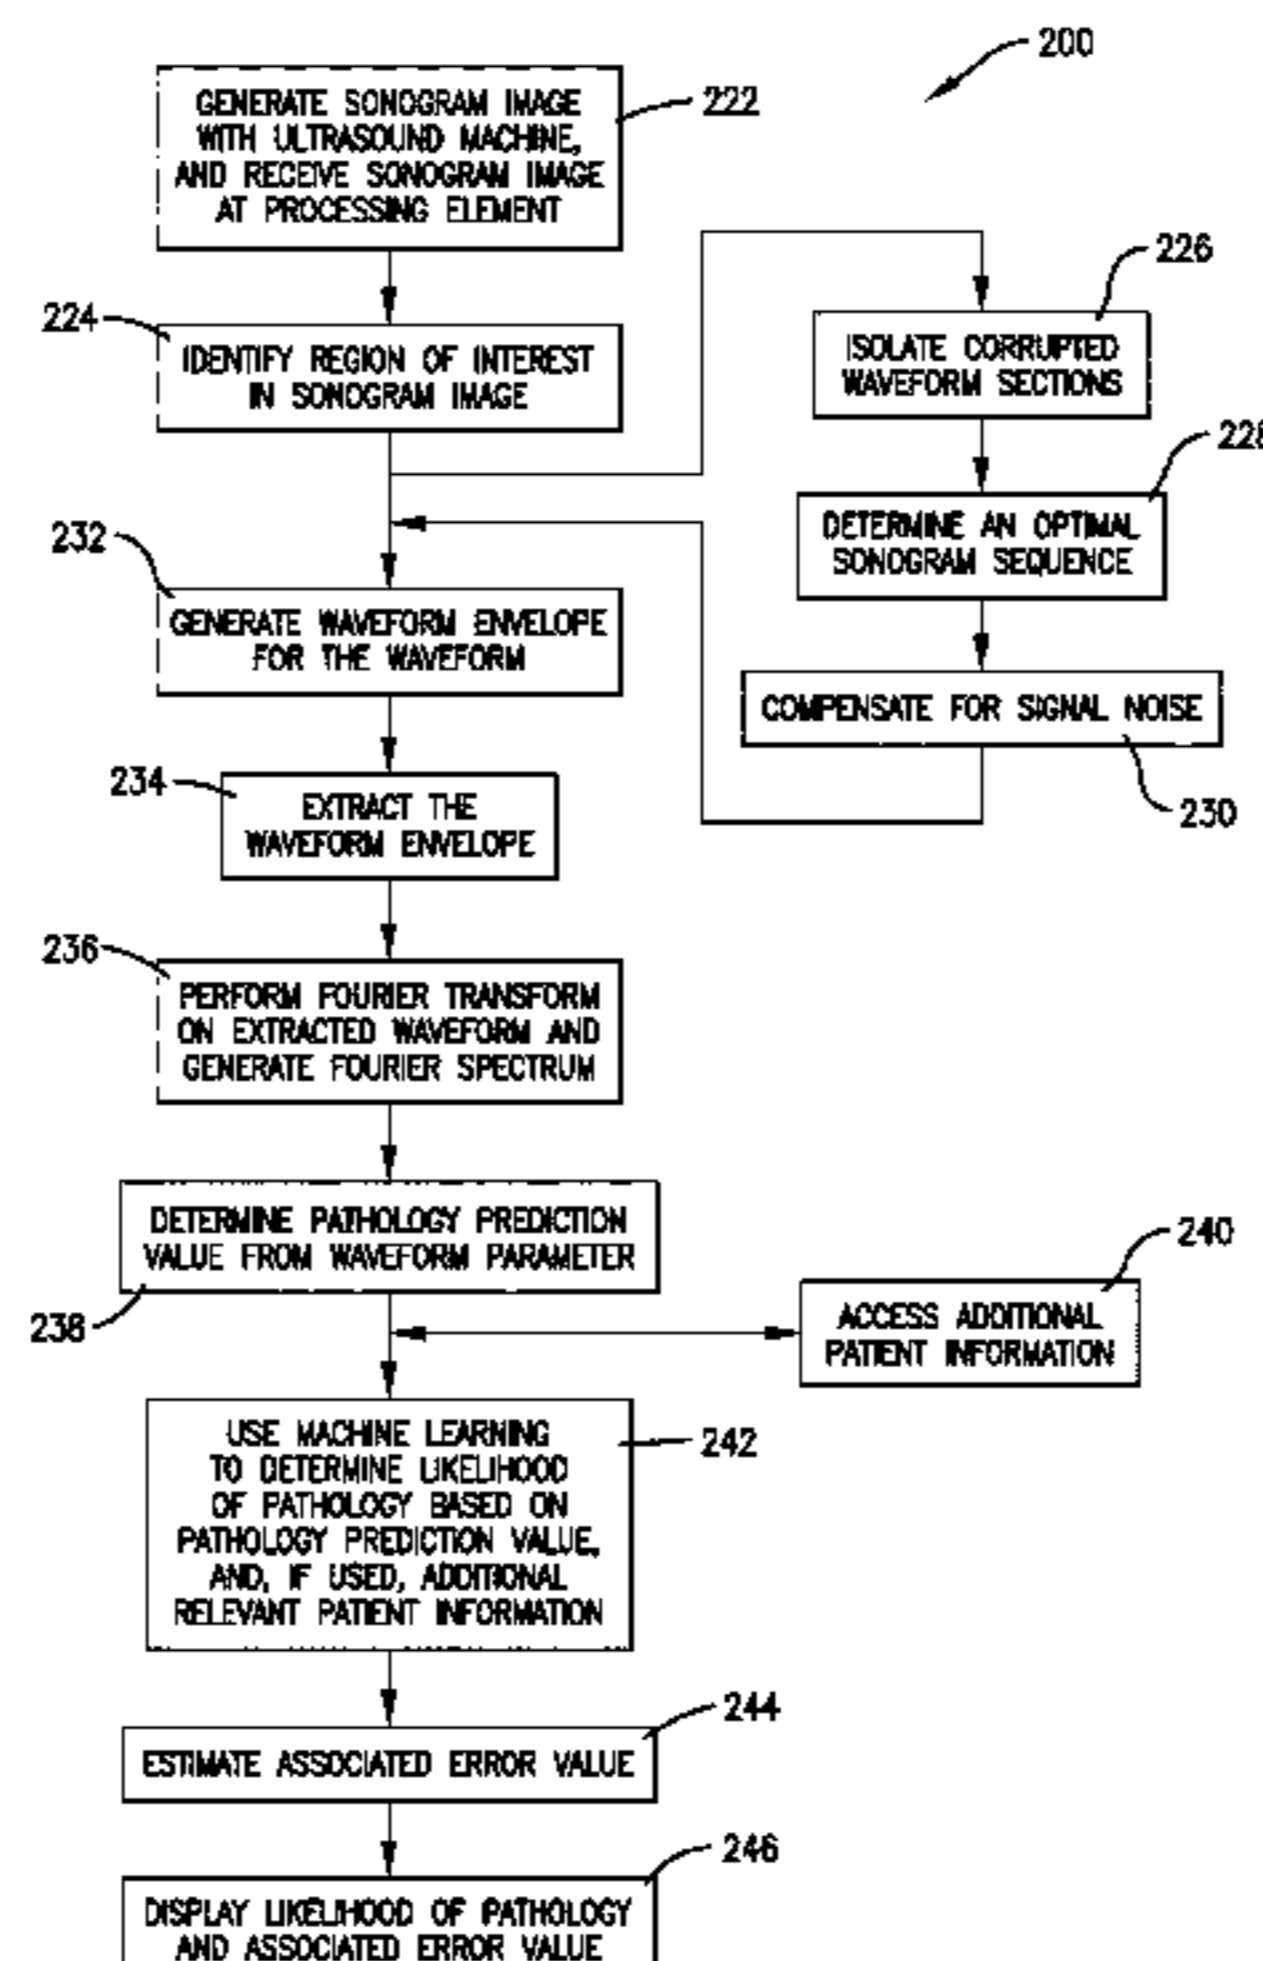 200
GENERATE SONOGRAM IMAGE
WITH ULTRASOUND MACHINE,
AND RECEIVE SONOGRAM IMAGE
AT PROCESSING ELEMENT
222
224
IDENTIFY REGION OF INTEREST
IN SONOGRAM IMAGE
226
ISOLATE CORRUPTED
WAVEFORM SECTIONS
228
DETERMINE AN OPTIMAL
SONOGRAM SEQUENCE
COMPENSATE FOR SIGNAL NOISE
230
232
GENERATE WAVEFORM ENVELOPE
FOR THE WAVEFORM
234
EXTRACT THE
WAVEFORM ENVELOPE
236
PERFORM FOURIER TRANSFORM
ON EXTRACTED WAVEFORM AND
GENERATE FOURIER SPECTRUM
DETERMINE PATHOLOGY PREDICTION
VALUE FROM WAVEFORM PARAMETER
238
240
ACCESS ADDITIONAL
PATIENT INFORMATION
USE MACHINE LEARNING
TO DETERMINE LIKELIHOOD
OF PATHOLOGY BASED ON
PATHOLOGY PREDICTION VALUE,
AND, IF USED, ADDITIONAL
RELEVANT PATIENT INFORMATION
242
244
ESTIMATE ASSOCIATED ERROR VALUE
246
DISPLAY LIKELIHOOD OF PATHOLOGY
AND ASSOCIATED ERROR VALUE